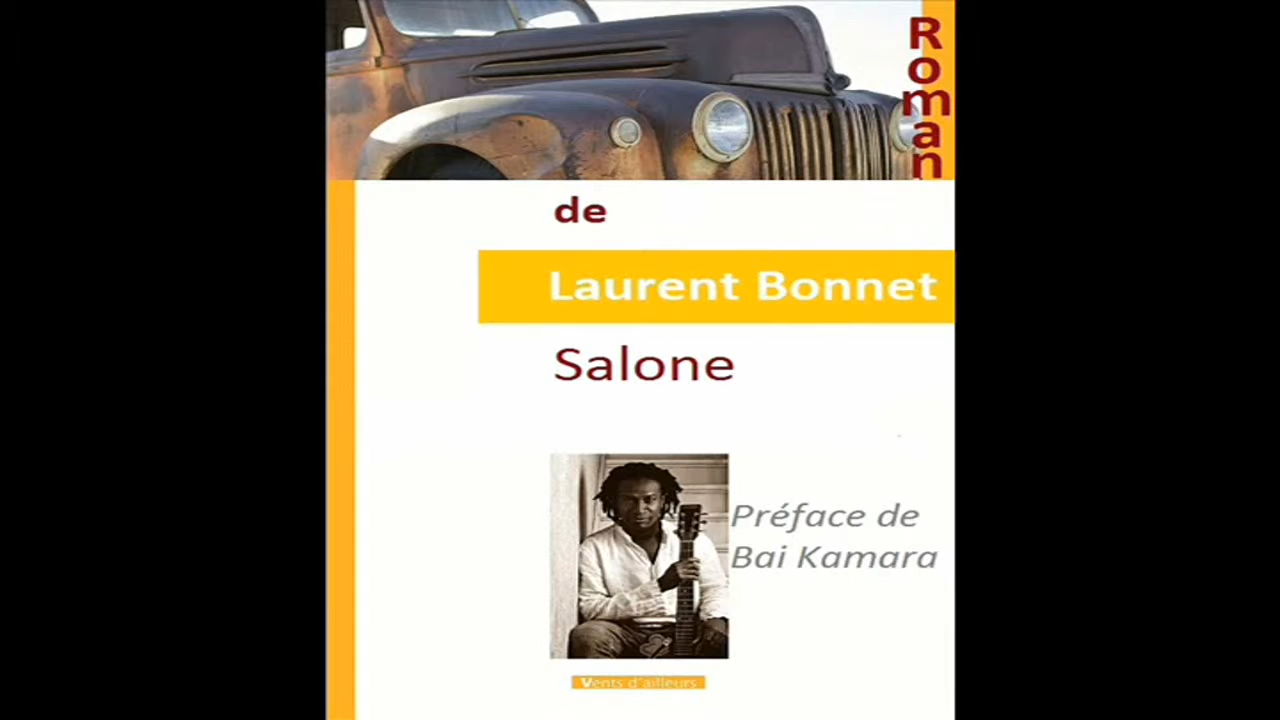 Roman
de
Laurent Bonnet
Salone
Préface de
Bai Kamara
Vents d'ailleurs